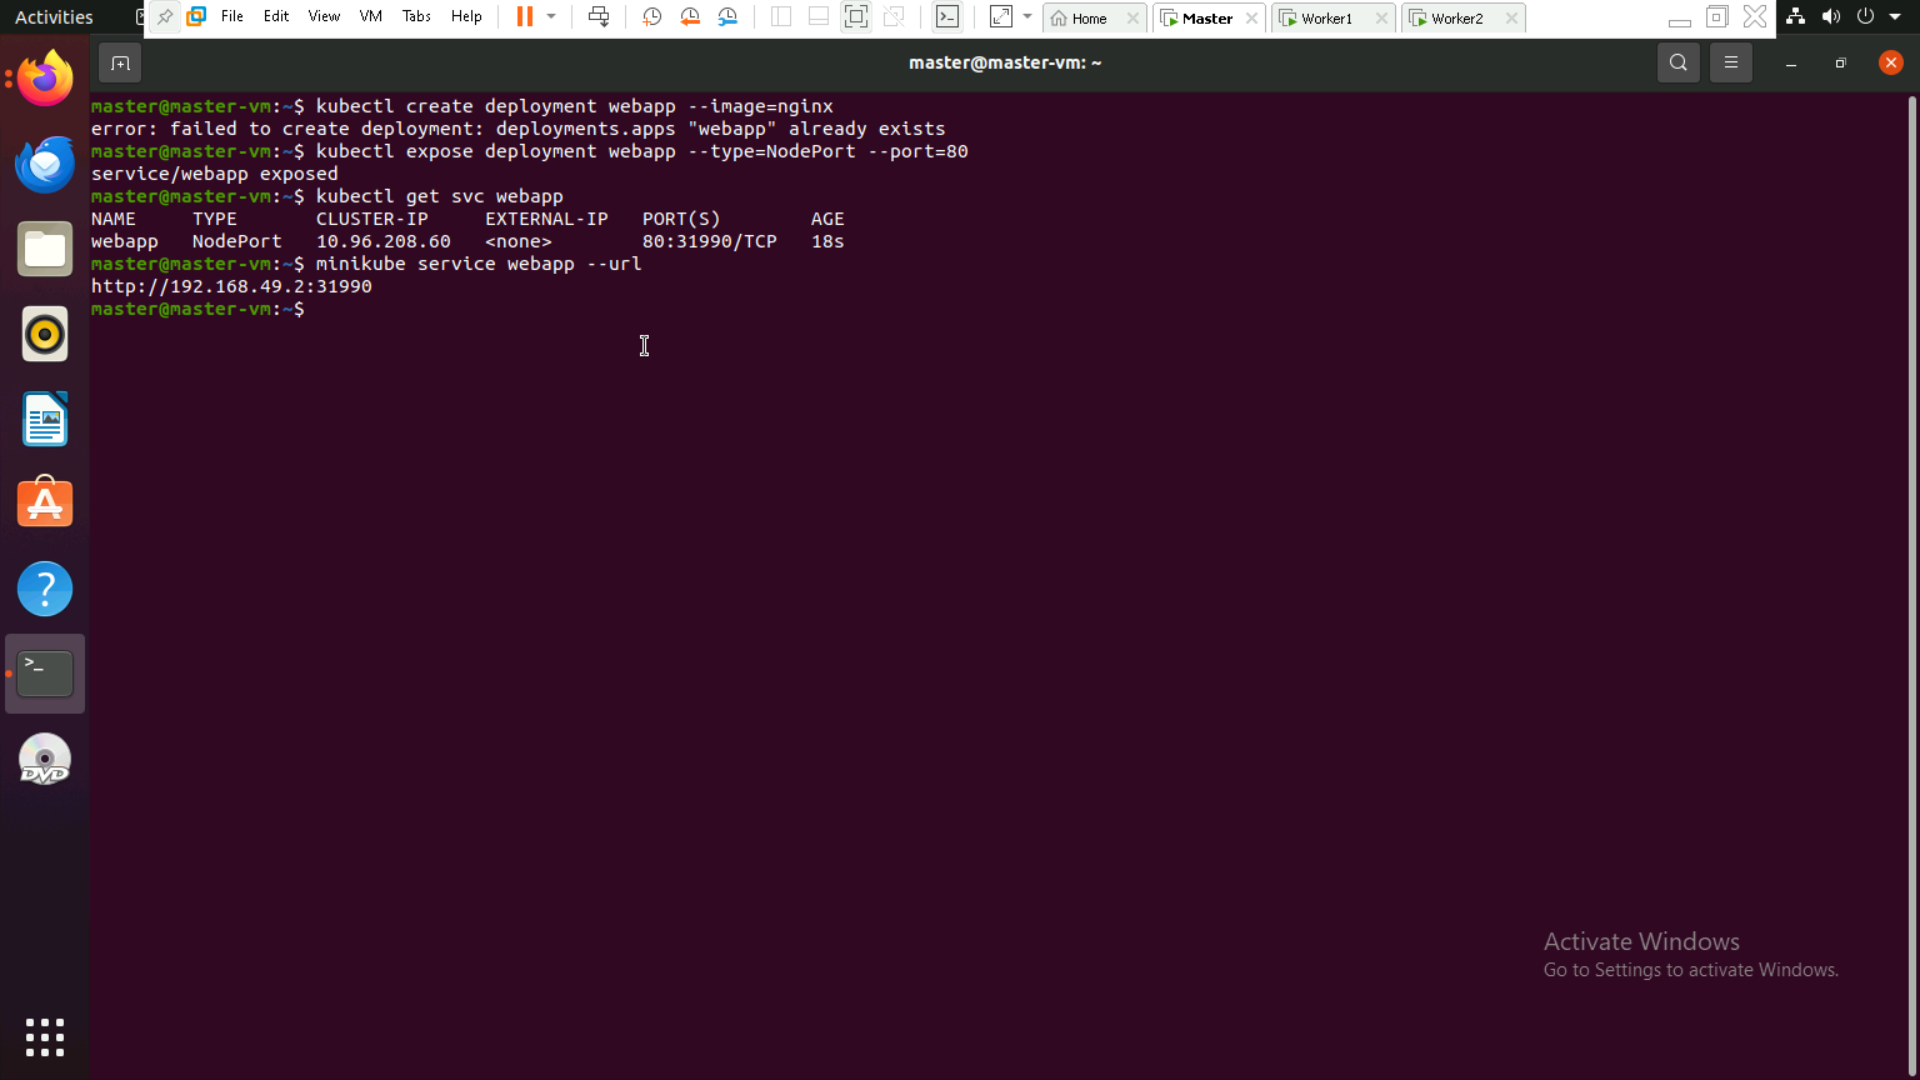 Activities File Edit View VM Tabs Help Home Master Worker1 Worker2
master@master-vm: ~
master@master-vm:~$ kubectl create deployment webapp --image=nginx
error: failed to create deployment: deployments.apps "webapp" already exists
master@master-vm:~$ kubectl expose deployment webapp --type=NodePort --port=80
service/webapp exposed
master@master-vm:~$ kubectl get svc webapp
NAME     TYPE       CLUSTER-IP     EXTERNAL-IP   PORT(S)        AGE
webapp   NodePort   10.96.208.60   <none>        80:31990/TCP   18s
master@master-vm:~$ minikube service webapp --url
http://192.168.49.2:31990
master@master-vm:~$
>_
?
DVD
Activate Windows
Go to Settings to activate Windows.